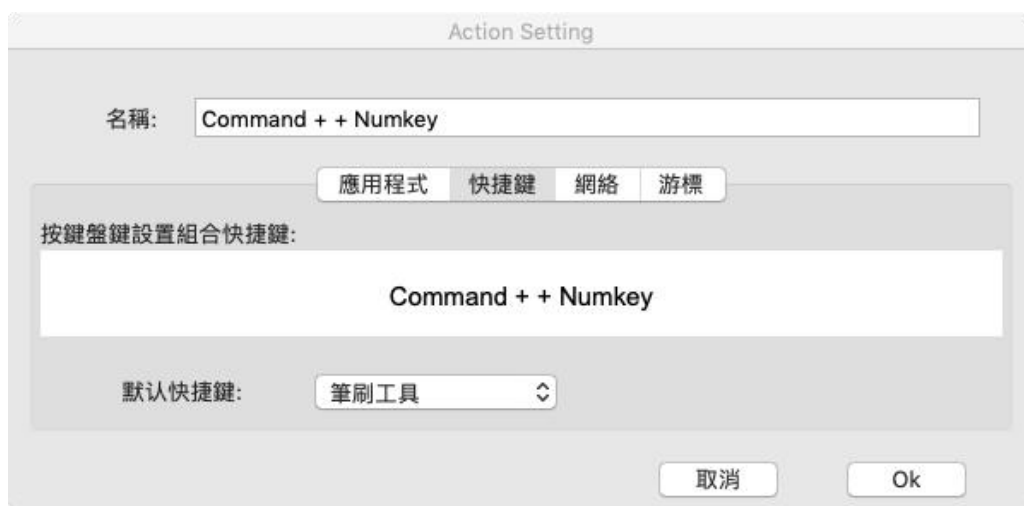 Action Setting
名稱: Command + + Numkey
應用程式 快捷鍵 網絡 游標
按鍵盤鍵設置組合快捷鍵:
Command + + Numkey
默认快捷鍵: 筆刷工具
取消 Ok